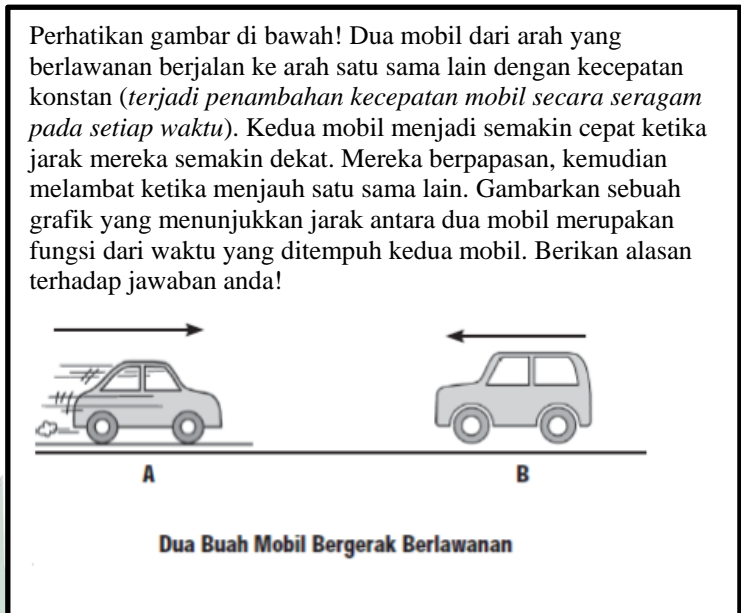 Perhatikan gambar di bawah! Dua mobil dari arah yang
berlawanan berjalan ke arah satu sama lain dengan kecepatan
konstan (terjadi penambahan kecepatan mobil secara seragam
pada setiap waktu). Kedua mobil menjadi semakin cepat ketika
jarak mereka semakin dekat. Mereka berpapasan, kemudian
melambat ketika menjauh satu sama lain. Gambarkan sebuah
grafik yang menunjukkan jarak antara dua mobil merupakan
fungsi dari waktu yang ditempuh kedua mobil. Berikan alasan
terhadap jawaban anda!
A B
Dua Buah Mobil Bergerak Berlawanan